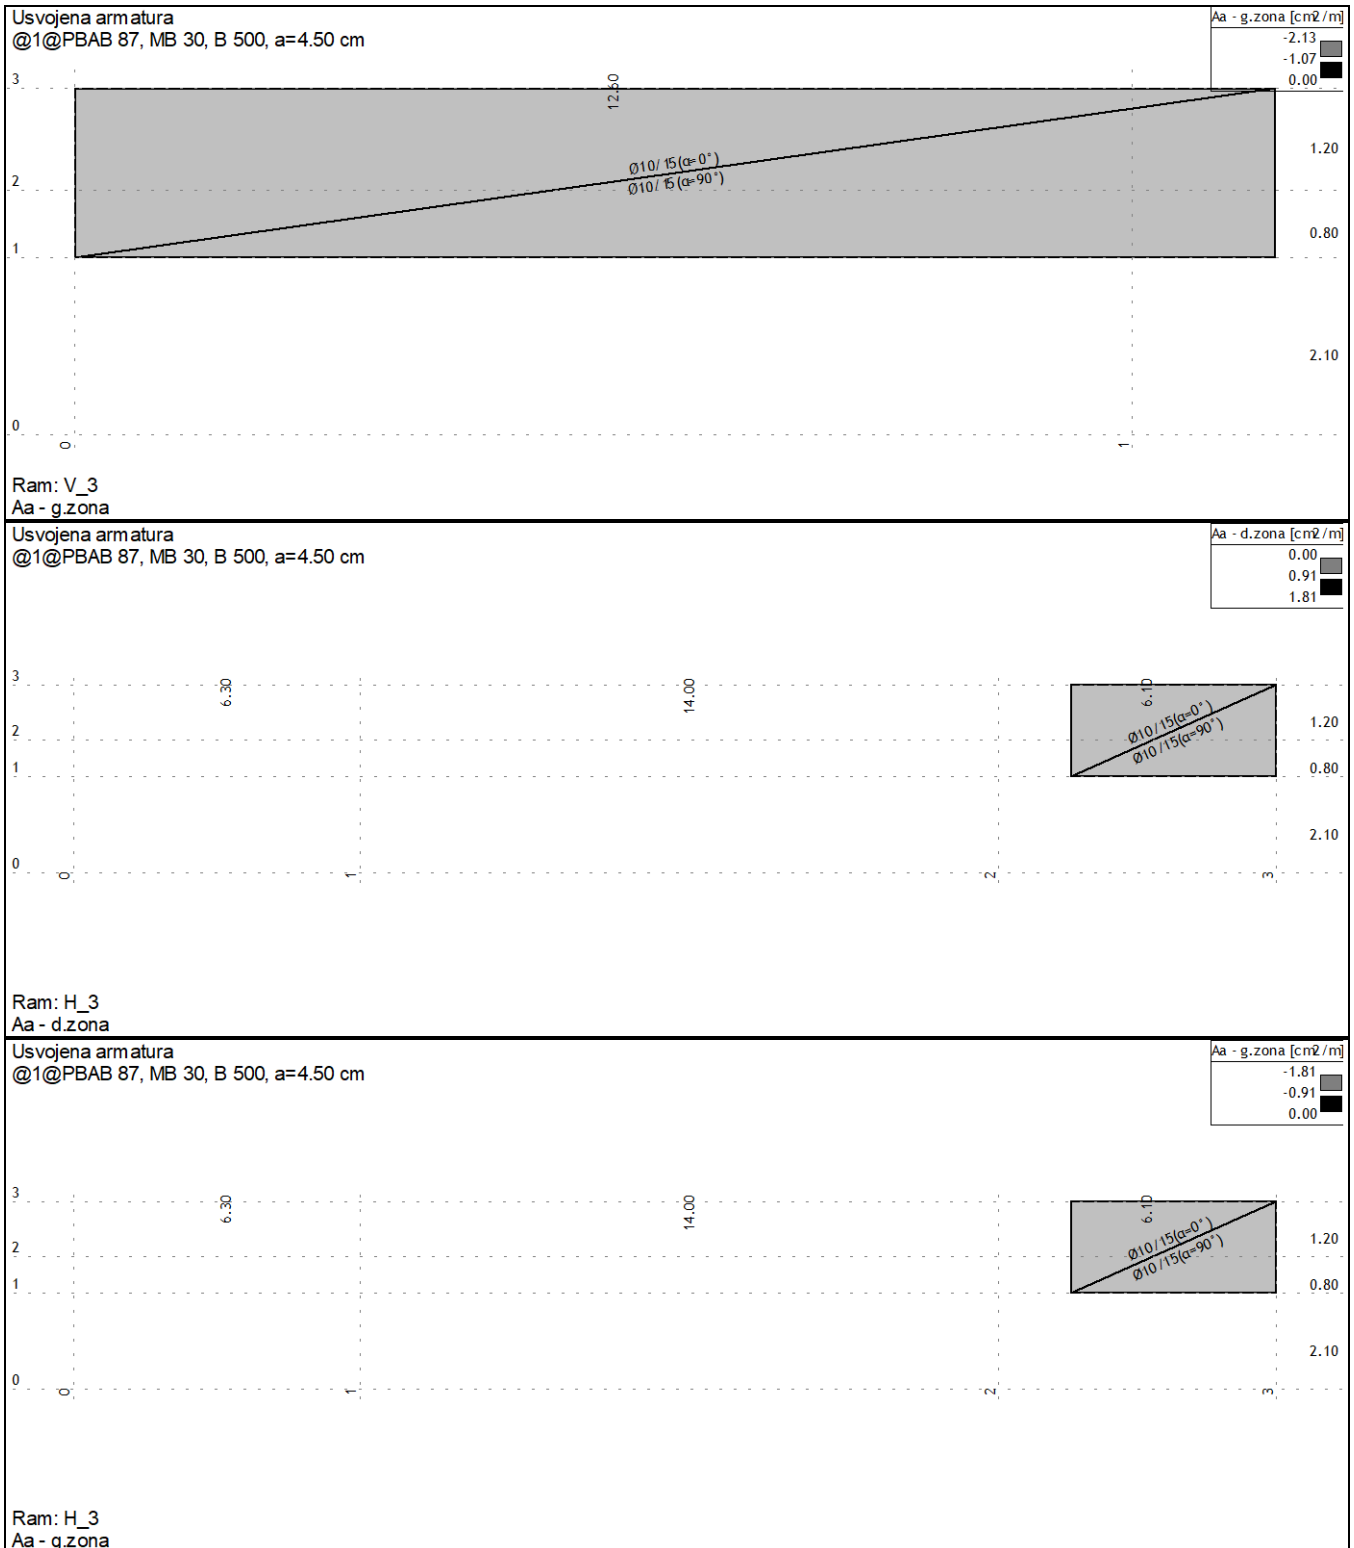 Usvojena armatura
@1@PBAB 87, MB 30, B 500, a=4.50 cm
Aa - g.zona [cm2/m]
-2.13
-1.07
0.00
3
12.60
1.20
Ø10/15(α=0°)
Ø10/15(α=90°)
2
0.80
1
2.10
0
0
1
Ram: V_3
Aa - g.zona
Usvojena armatura
@1@PBAB 87, MB 30, B 500, a=4.50 cm
Aa - d.zona [cm2/m]
0.00
0.91
1.81
3
6.30
14.00
6.10
Ø10/15(α=0°)
Ø10/15(α=90°)
1.20
2
0.80
1
2.10
0
0
1
2
3
Ram: H_3
Aa - d.zona
Usvojena armatura
@1@PBAB 87, MB 30, B 500, a=4.50 cm
Aa - g.zona [cm2/m]
-1.81
-0.91
0.00
3
6.30
14.00
6.10
Ø10/15(α=0°)
Ø10/15(α=90°)
1.20
2
0.80
1
2.10
0
0
1
2
3
Ram: H_3
Aa - g.zona